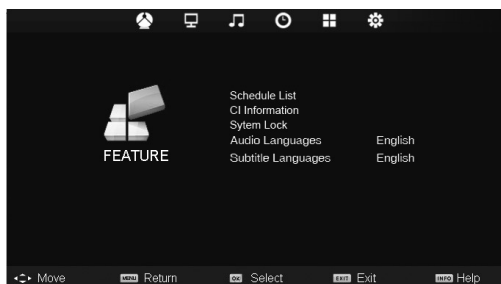 Schedule List
CI Information
Sytem Lock
Audio Languages English
FEATURE
Subtitle Languages English
Move MENU Return OK Select EXIT Exit INFO Help